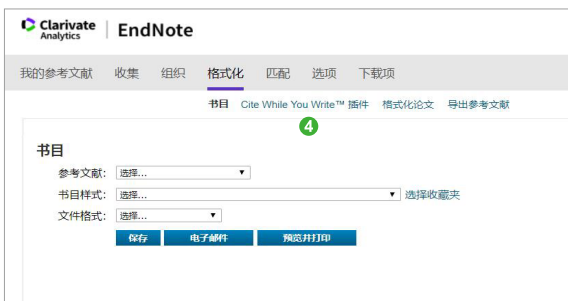 Clarivate Analytics | EndNote
我的参考文献 收集 组织 格式化 匹配 选项 下载项
书目 Cite While You Write™ 插件 格式化论文 导出参考文献
4
书目
参考文献: 选择...
书目样式: 选择... 选择收藏夹
文件格式: 选择...
保存 电子邮件 预览并打印